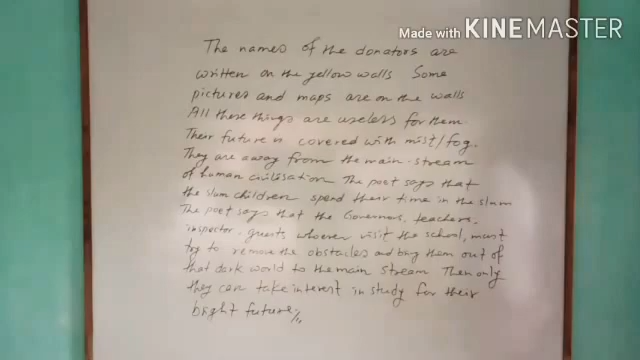 Made with KINEMASTER
The names of the donators are
written on the yellow walls Some
pictures and maps are on the walls
All these things are useless for them.
Their future is covered with mist/fog.
They are away from the main-stream
of human civilisation The poet says that
the slum children spend their time in the slum
The poet says that the Governors, teachers,
inspector, guests whoever visit the school, must
try to remove the obstacles and bring them out of
that dark world to the main stream Then only
they can take interest in study for their
bright future